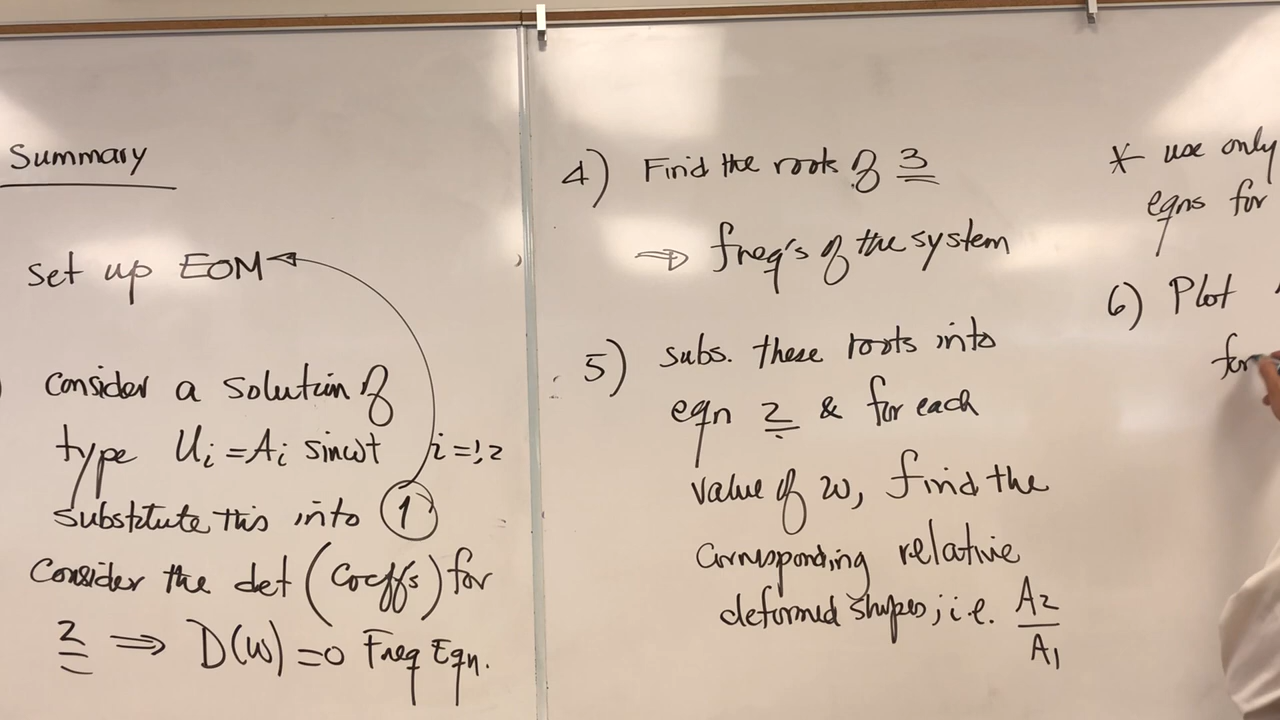 Summary
set up EOM
) Consider a solution of
type Ui = Ai sinωt i = 1, 2
substitute this into 1
Consider the det (Coeffs) for
2 ⇒ D(ω) = 0 Freq Eqn.
4) Find the roots of 3
⇒ freq's of the system
5) subs. these roots into
eqn 2 & for each
value of ω, find the
corresponding relative
deformed shapes; i.e. A2/A1
* use only
eqns for
6) Plot
for